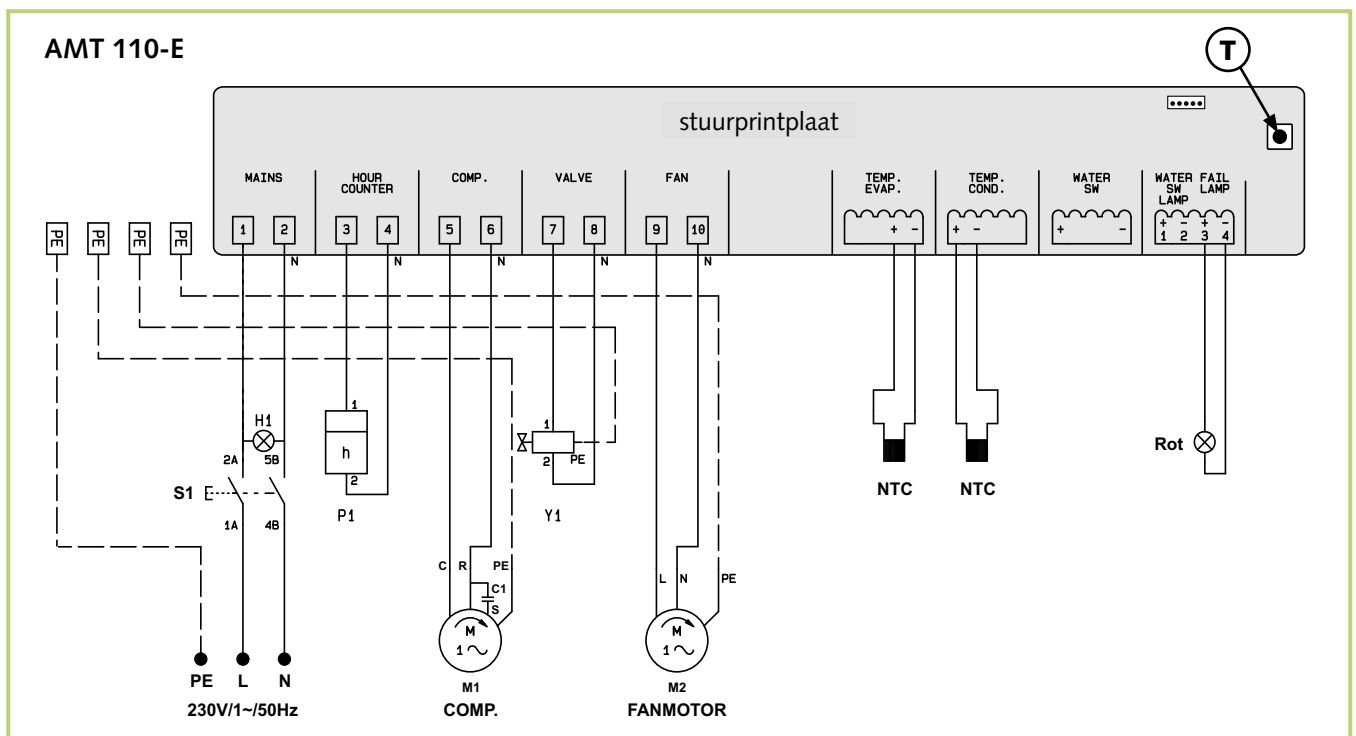 AMT 110-E
T
stuurprintplaat
MAINS
HOUR
COUNTER
COMP.
VALVE
FAN
TEMP.
EVAP.
TEMP.
COND.
WATER
SW
WATER FAIL
SW LAMP
LAMP
PE PE PE PE
1 2 3 4 5 6 7 8 9 10
+ -
+ -
+ -
+ - + -
1 2 3 4
N N N N N
H1
2A 5B
S1
1A 4B
1
h
2
P1
1
2 PE
Y1
NTC NTC
Rot
C R PE
C1
S
M
1~
L N PE
M
1~
PE L N
230V/1~/50Hz
M1
COMP.
M2
FANMOTOR